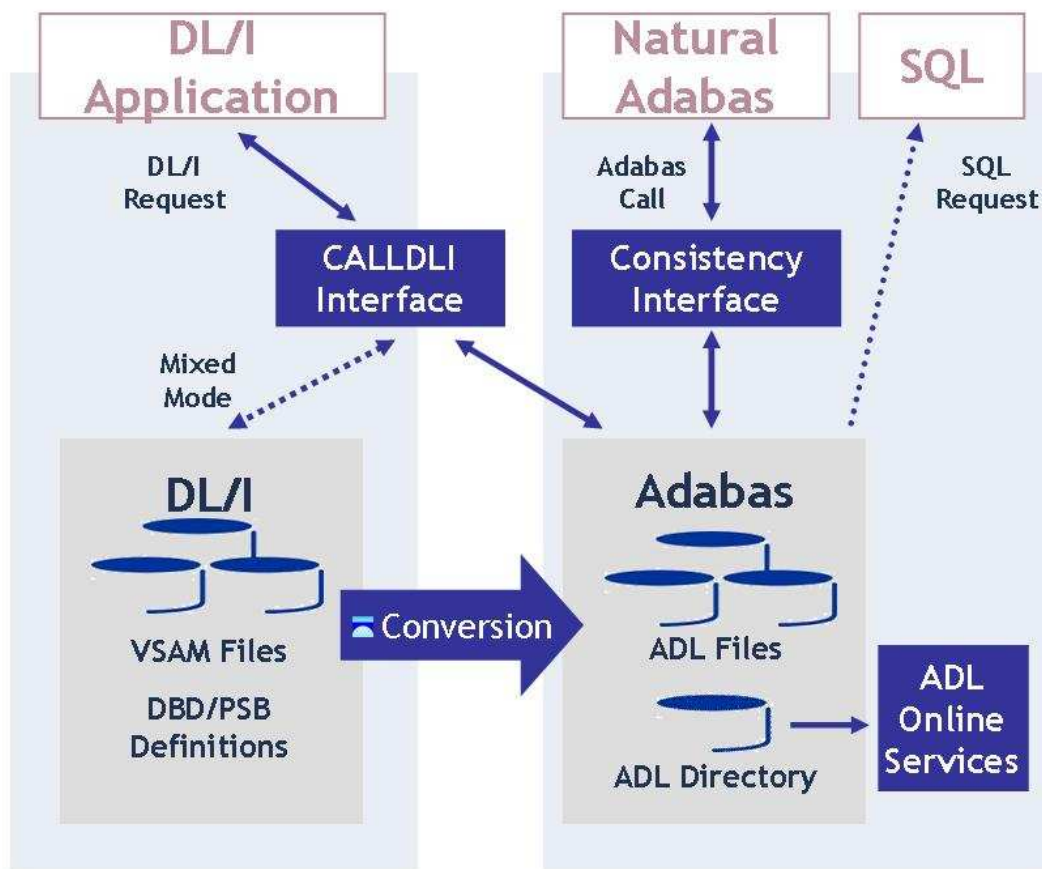 DL/I
Application
Natural
Adabas
SQL
DL/I
Request
Adabas
Call
SQL
Request
CALLDLI
Interface
Consistency
Interface
Mixed
Mode
DL/I
VSAM Files
DBD/PSB
Definitions
Conversion
Adabas
ADL Files
ADL Directory
ADL
Online
Services